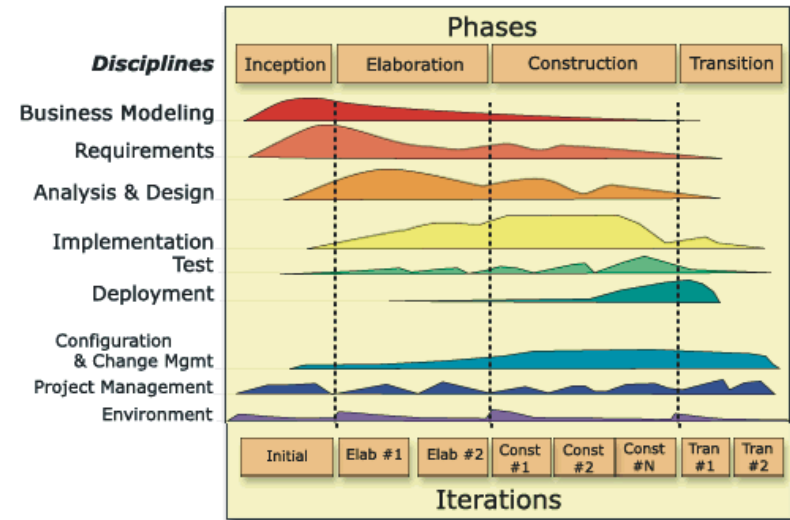 Phases
Disciplines
Inception
Elaboration
Construction
Transition
Business Modeling
Requirements
Analysis & Design
Implementation
Test
Deployment
Configuration
& Change Mgmt
Project Management
Environment
Initial
Elab #1
Elab #2
Const
#1
Const
#2
Const
#N
Tran
#1
Tran
#2
Iterations